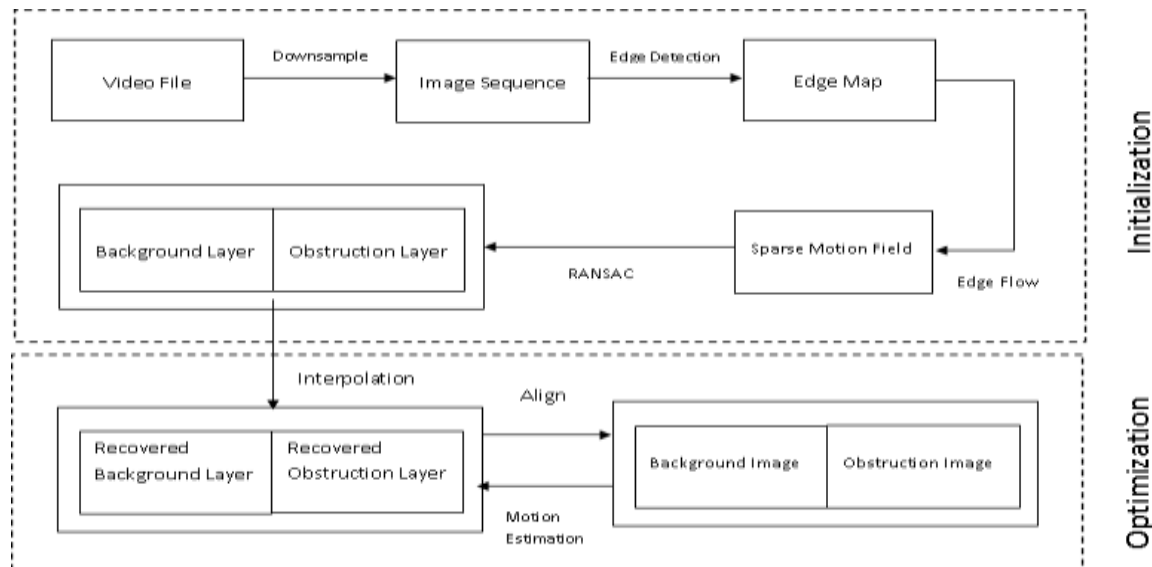 Video File
Downsample
Image Sequence
Edge Detection
Edge Map
Initialization
Background Layer
Obstruction Layer
RANSAC
Sparse Motion Field
Edge Flow
Interpolation
Align
Recovered
Background Layer
Recovered
Obstruction Layer
Motion
Estimation
Background Image
Obstruction Image
Optimization